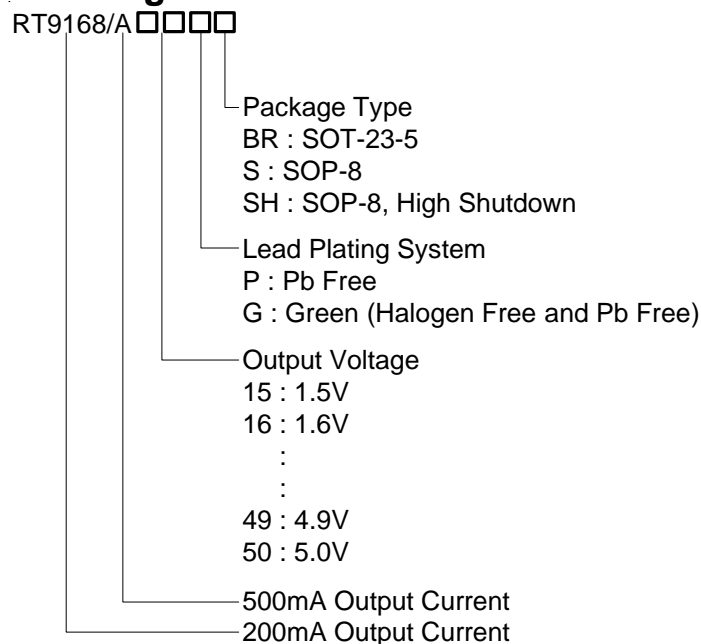 RT9168/A
Package Type
BR : SOT-23-5
S : SOP-8
SH : SOP-8, High Shutdown
Lead Plating System
P : Pb Free
G : Green (Halogen Free and Pb Free)
Output Voltage
15 : 1.5V
16 : 1.6V
:
:
49 : 4.9V
50 : 5.0V
500mA Output Current
200mA Output Current